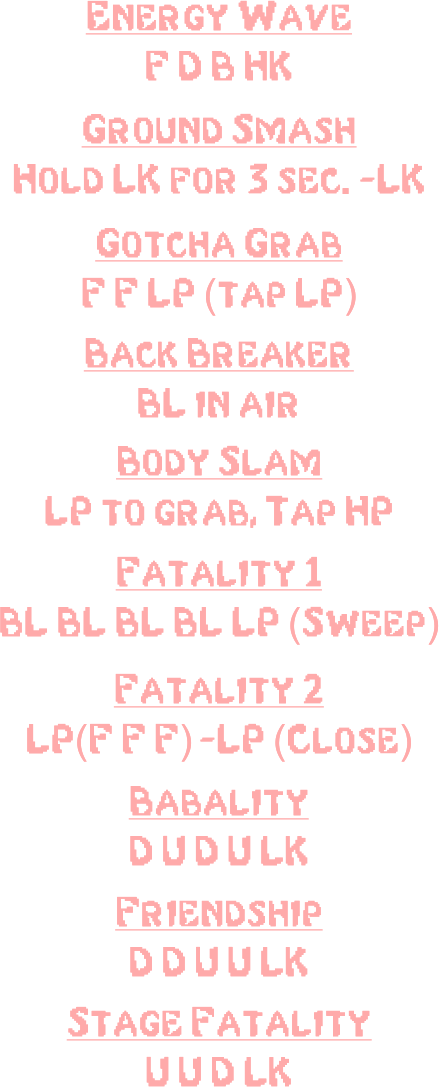 Energy Wave
F D B HK
Ground Smash
Hold LK for 3 sec. -LK
Gotcha Grab
F F LP (tap LP)
Back Breaker
BL in air
Body Slam
LP to grab, Tap HP
Fatality 1
BL BL BL BL LP (Sweep)
Fatality 2
LP(F F F) -LP (Close)
Babality
D U D U LK
Friendship
D D U U LK
Stage Fatality
U U D LK